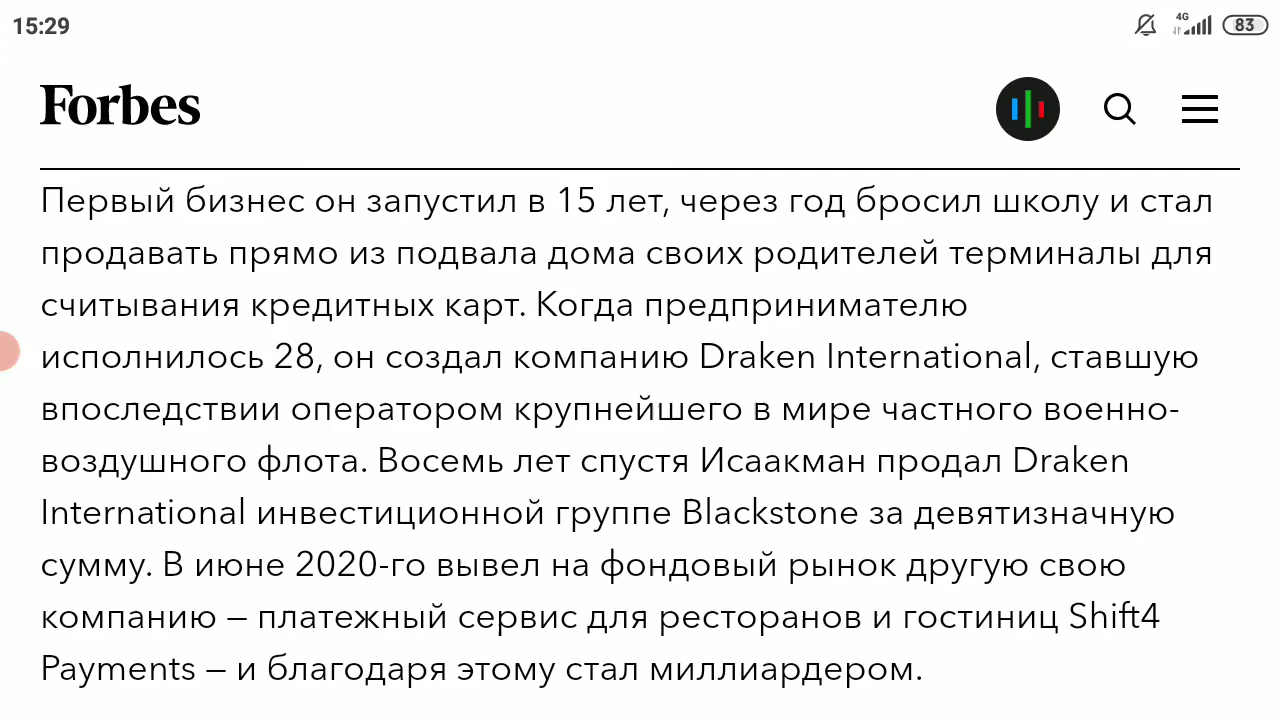 15:29
4G
83
Forbes
Первый бизнес он запустил в 15 лет, через год бросил школу и стал
продавать прямо из подвала дома своих родителей терминалы для
считывания кредитных карт. Когда предпринимателю
исполнилось 28, он создал компанию Draken International, ставшую
впоследствии оператором крупнейшего в мире частного военно-
воздушного флота. Восемь лет спустя Исаакман продал Draken
International инвестиционной группе Blackstone за девятизначную
сумму. В июне 2020-го вывел на фондовый рынок другую свою
компанию — платежный сервис для ресторанов и гостиниц Shift4
Payments — и благодаря этому стал миллиардером.